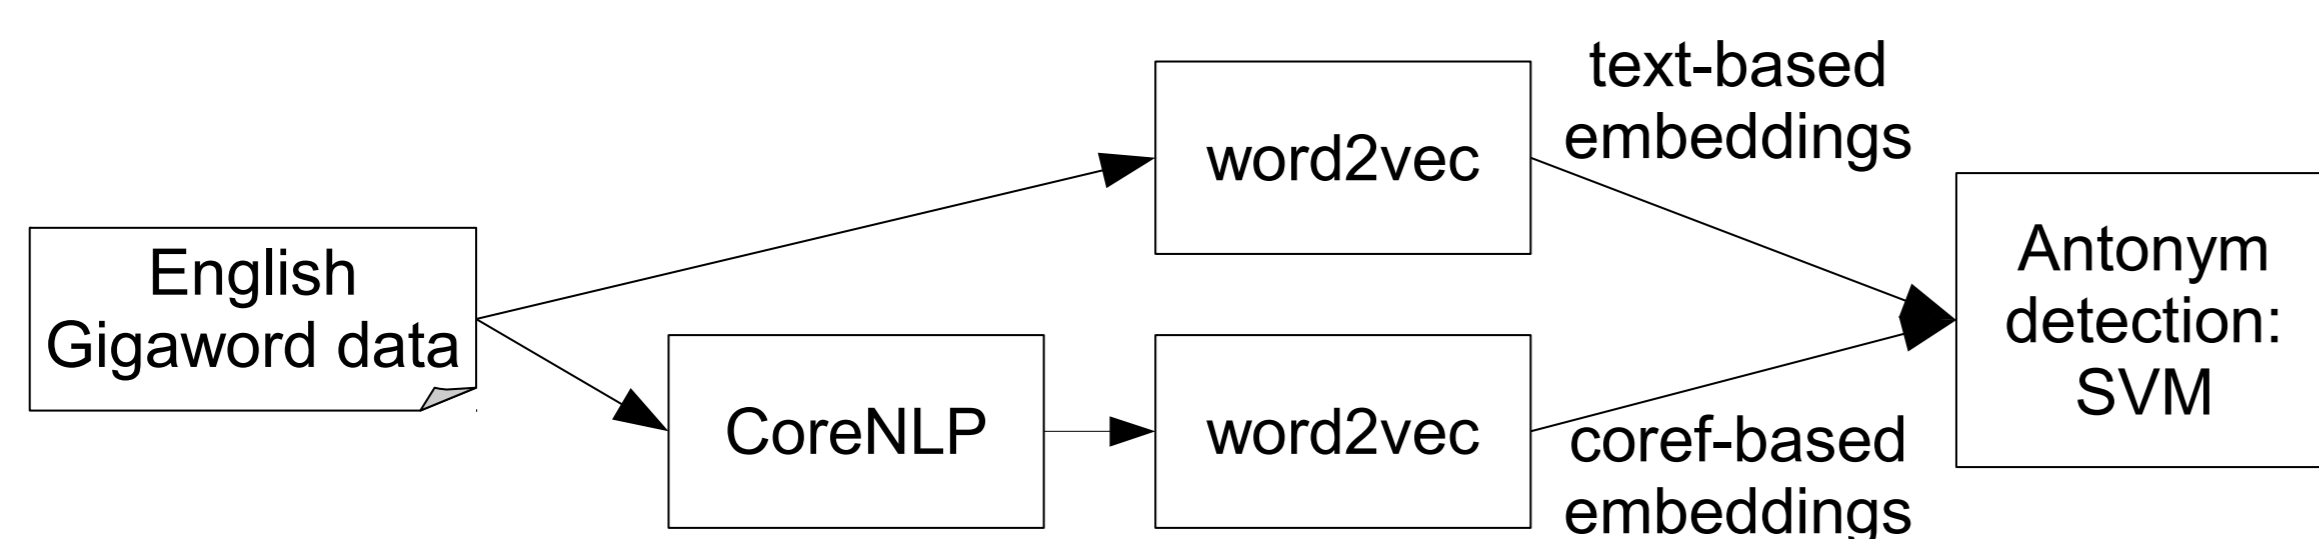 English
Gigaword data
word2vec
text-based
embeddings
CoreNLP
word2vec
coref-based
embeddings
Antonym
detection:
SVM